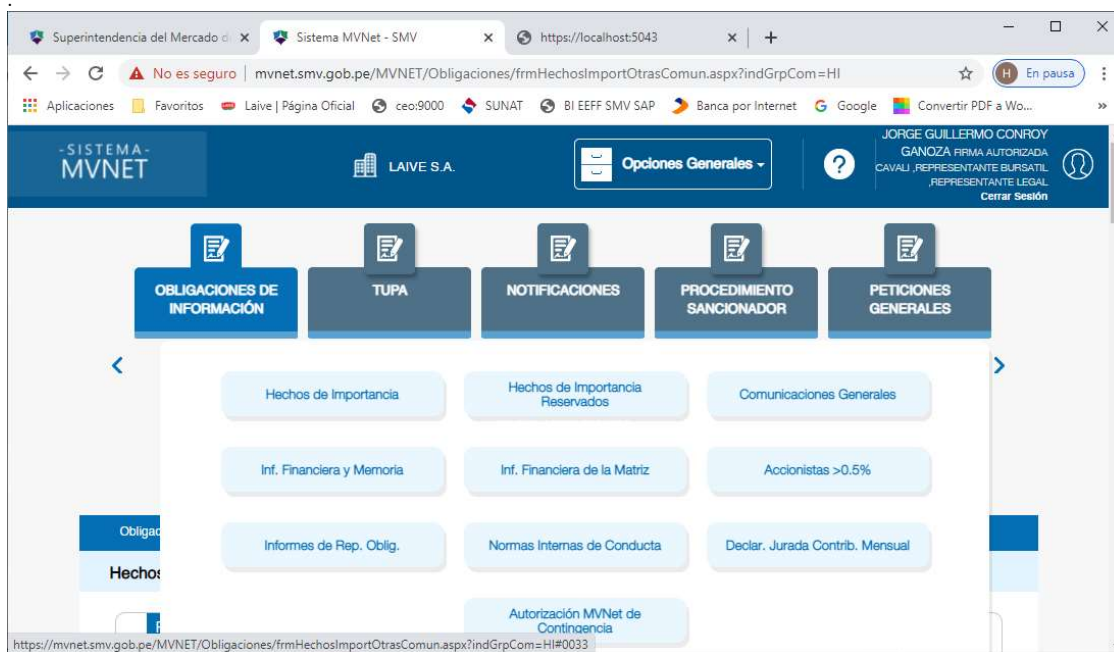 .
Superintendencia del Mercado d
Sistema MVNet - SMV
https://localhost:5043
No es seguro | mvnet.smv.gob.pe/MVNET/Obligaciones/frmHechosImportOtrasComun.aspx?indGrpCom=HI
H En pausa
Aplicaciones Favoritos Laive | Página Oficial ceo:9000 SUNAT BI EEFF SMV SAP Banca por Internet G Google Convertir PDF a Wo... »
-SISTEMA-
MVNET
LAIVE S.A.
Opciones Generales
?
JORGE GUILLERMO CONROY
GANOZA FIRMA AUTORIZADA
CAVALI ,REPRESENTANTE BURSATIL
,REPRESENTANTE LEGAL
Cerrar Sesión
OBLIGACIONES DE
INFORMACIÓN
TUPA
NOTIFICACIONES
PROCEDIMIENTO
SANCIONADOR
PETICIONES
GENERALES
Hechos de Importancia
Hechos de Importancia
Reservados
Comunicaciones Generales
Inf. Financiera y Memoria
Inf. Financiera de la Matriz
Accionistas >0.5%
Obligac
Informes de Rep. Oblig.
Normas Internas de Conducta
Declar. Jurada Contrib. Mensual
Hechos
Autorización MVNet de
Contingencia
https://mvnet.smv.gob.pe/MVNET/Obligaciones/frmHechosImportOtrasComun.aspx?indGrpCom=HI#0033